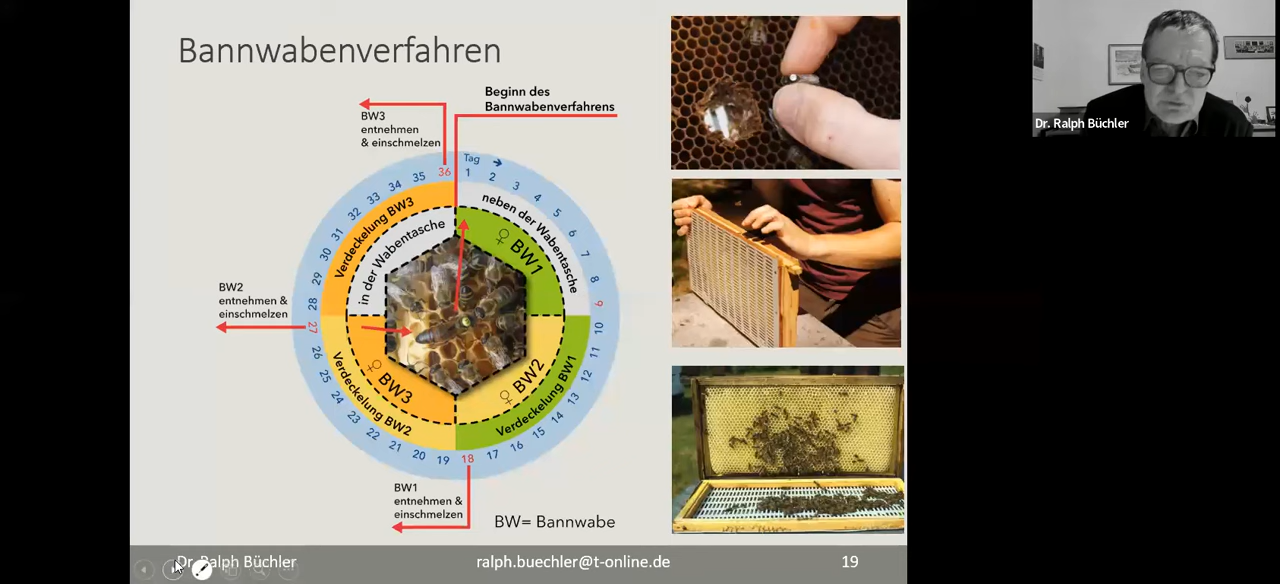 Bannwabenverfahren
Beginn des
Bannwabenverfahrens
BW3
entnehmen
& einschmelzen
Tag
1
2
3
4
5
6
7
8
9
10
11
12
13
14
15
16
17
18
19
20
21
22
23
24
25
26
27
28
29
30
31
32
33
34
35
36
neben der Wabentasche
in der Wabentasche
Verdeckelung BW3
♀ BW1
BW2
entnehmen &
einschmelzen
♀ BW3
♀ BW2
Verdeckelung BW2
Verdeckelung BW1
BW1
entnehmen &
einschmelzen
BW= Bannwabe
Dr. Ralph Büchler
ralph.buechler@t-online.de
19
Dr. Ralph Büchler